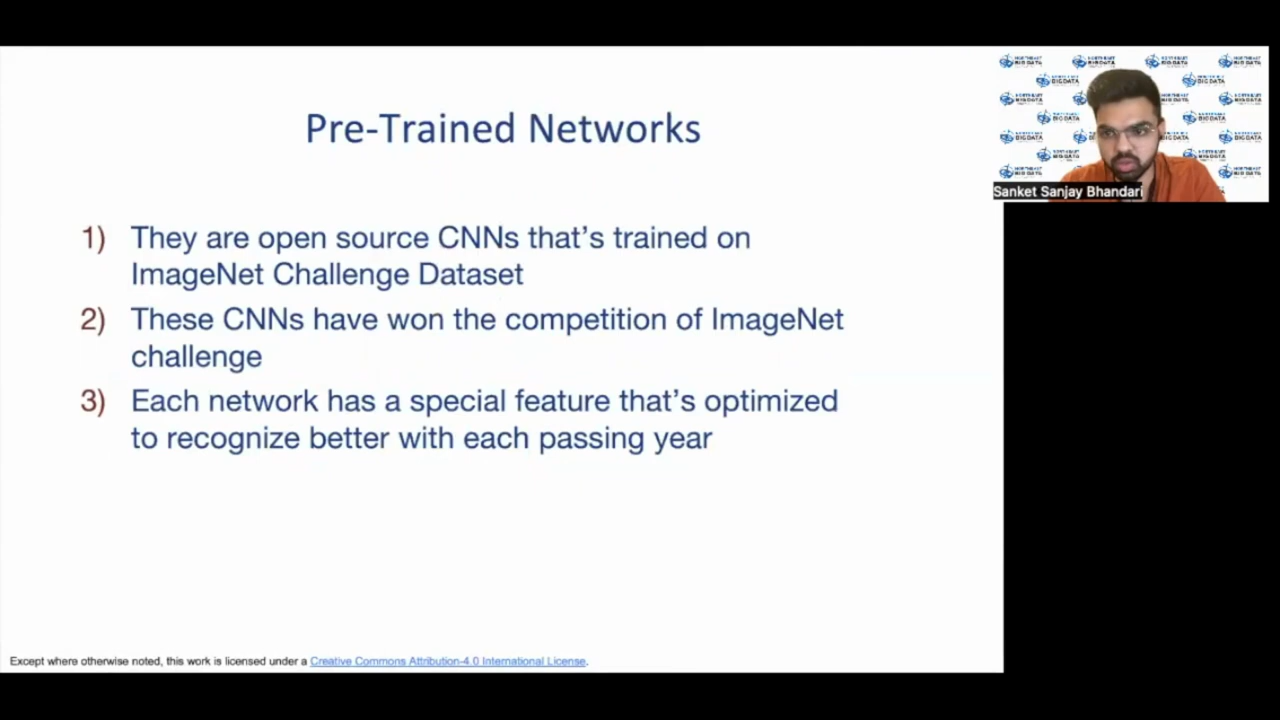 Pre-Trained Networks
1) They are open source CNNs that's trained on
ImageNet Challenge Dataset
2) These CNNs have won the competition of ImageNet
challenge
3) Each network has a special feature that's optimized
to recognize better with each passing year
Except where otherwise noted, this work is licensed under a Creative Commons Attribution-4.0 International License.
Sanket Sanjay Bhandari
NORTHEAST
BIG DATA